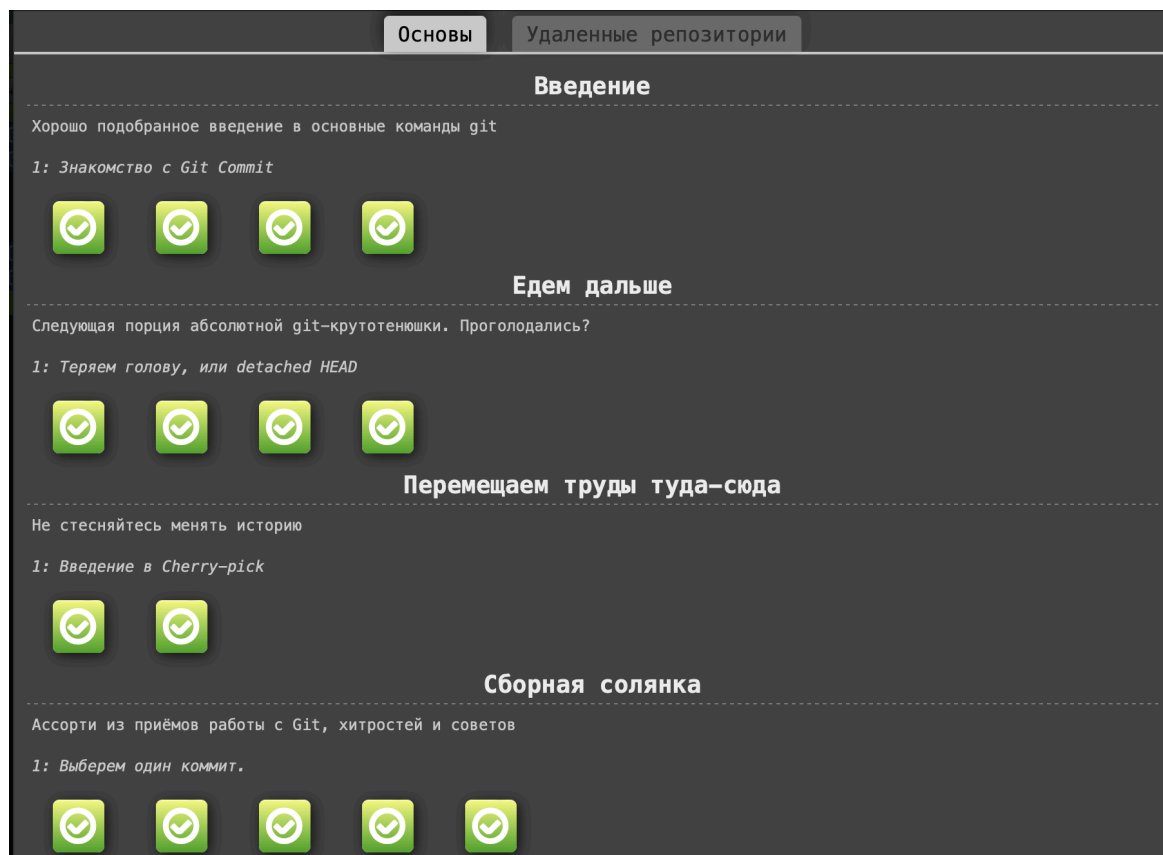 Основы
Удаленные репозитории
Введение
Хорошо подобранное введение в основные команды git
1: Знакомство с Git Commit
Едем дальше
Следующая порция абсолютной git-крутотенюшки. Проголодались?
1: Теряем голову, или detached HEAD
Перемещаем труды туда-сюда
Не стесняйтесь менять историю
1: Введение в Cherry-pick
Сборная солянка
Ассорти из приёмов работы с Git, хитростей и советов
1: Выберем один коммит.